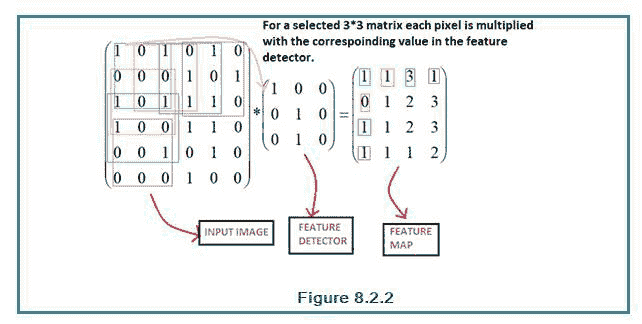 For a selected 3*3 matrix each pixel is multiplied
with the correspoinding value in the feature
detector.
1 0 1 0 1 0
0 0 0 1 0 1
1 0 1 1 1 0
1 0 0 1 1 0
0 0 1 0 1 0
0 0 0 1 0 0
*
1 0 0
0 1 0
0 1 0
=
1 1 3 1
0 1 2 3
1 1 2 3
1 1 1 2
INPUT IMAGE
FEATURE
DETECTOR
FEATURE
MAP
Figure 8.2.2